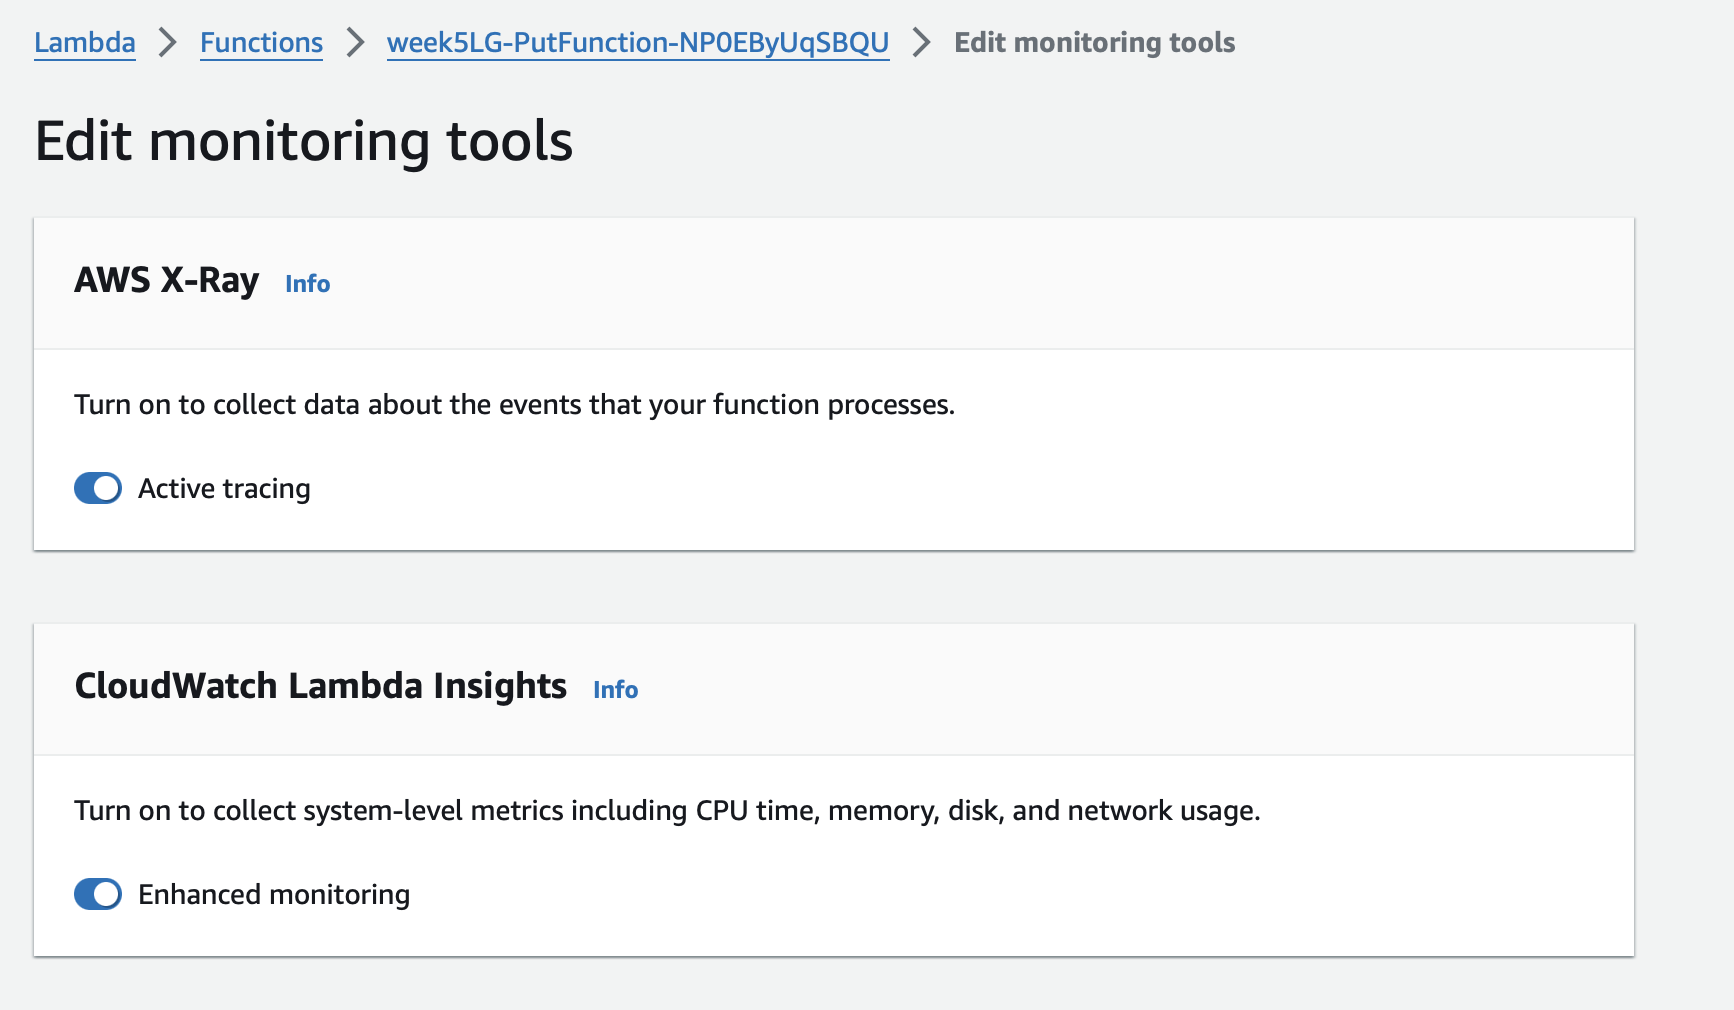 Lambda > Functions > week5LG-PutFunction-NP0EByUqSBQU > Edit monitoring tools
Edit monitoring tools
AWS X-Ray Info
Turn on to collect data about the events that your function processes.
Active tracing
CloudWatch Lambda Insights Info
Turn on to collect system-level metrics including CPU time, memory, disk, and network usage.
Enhanced monitoring